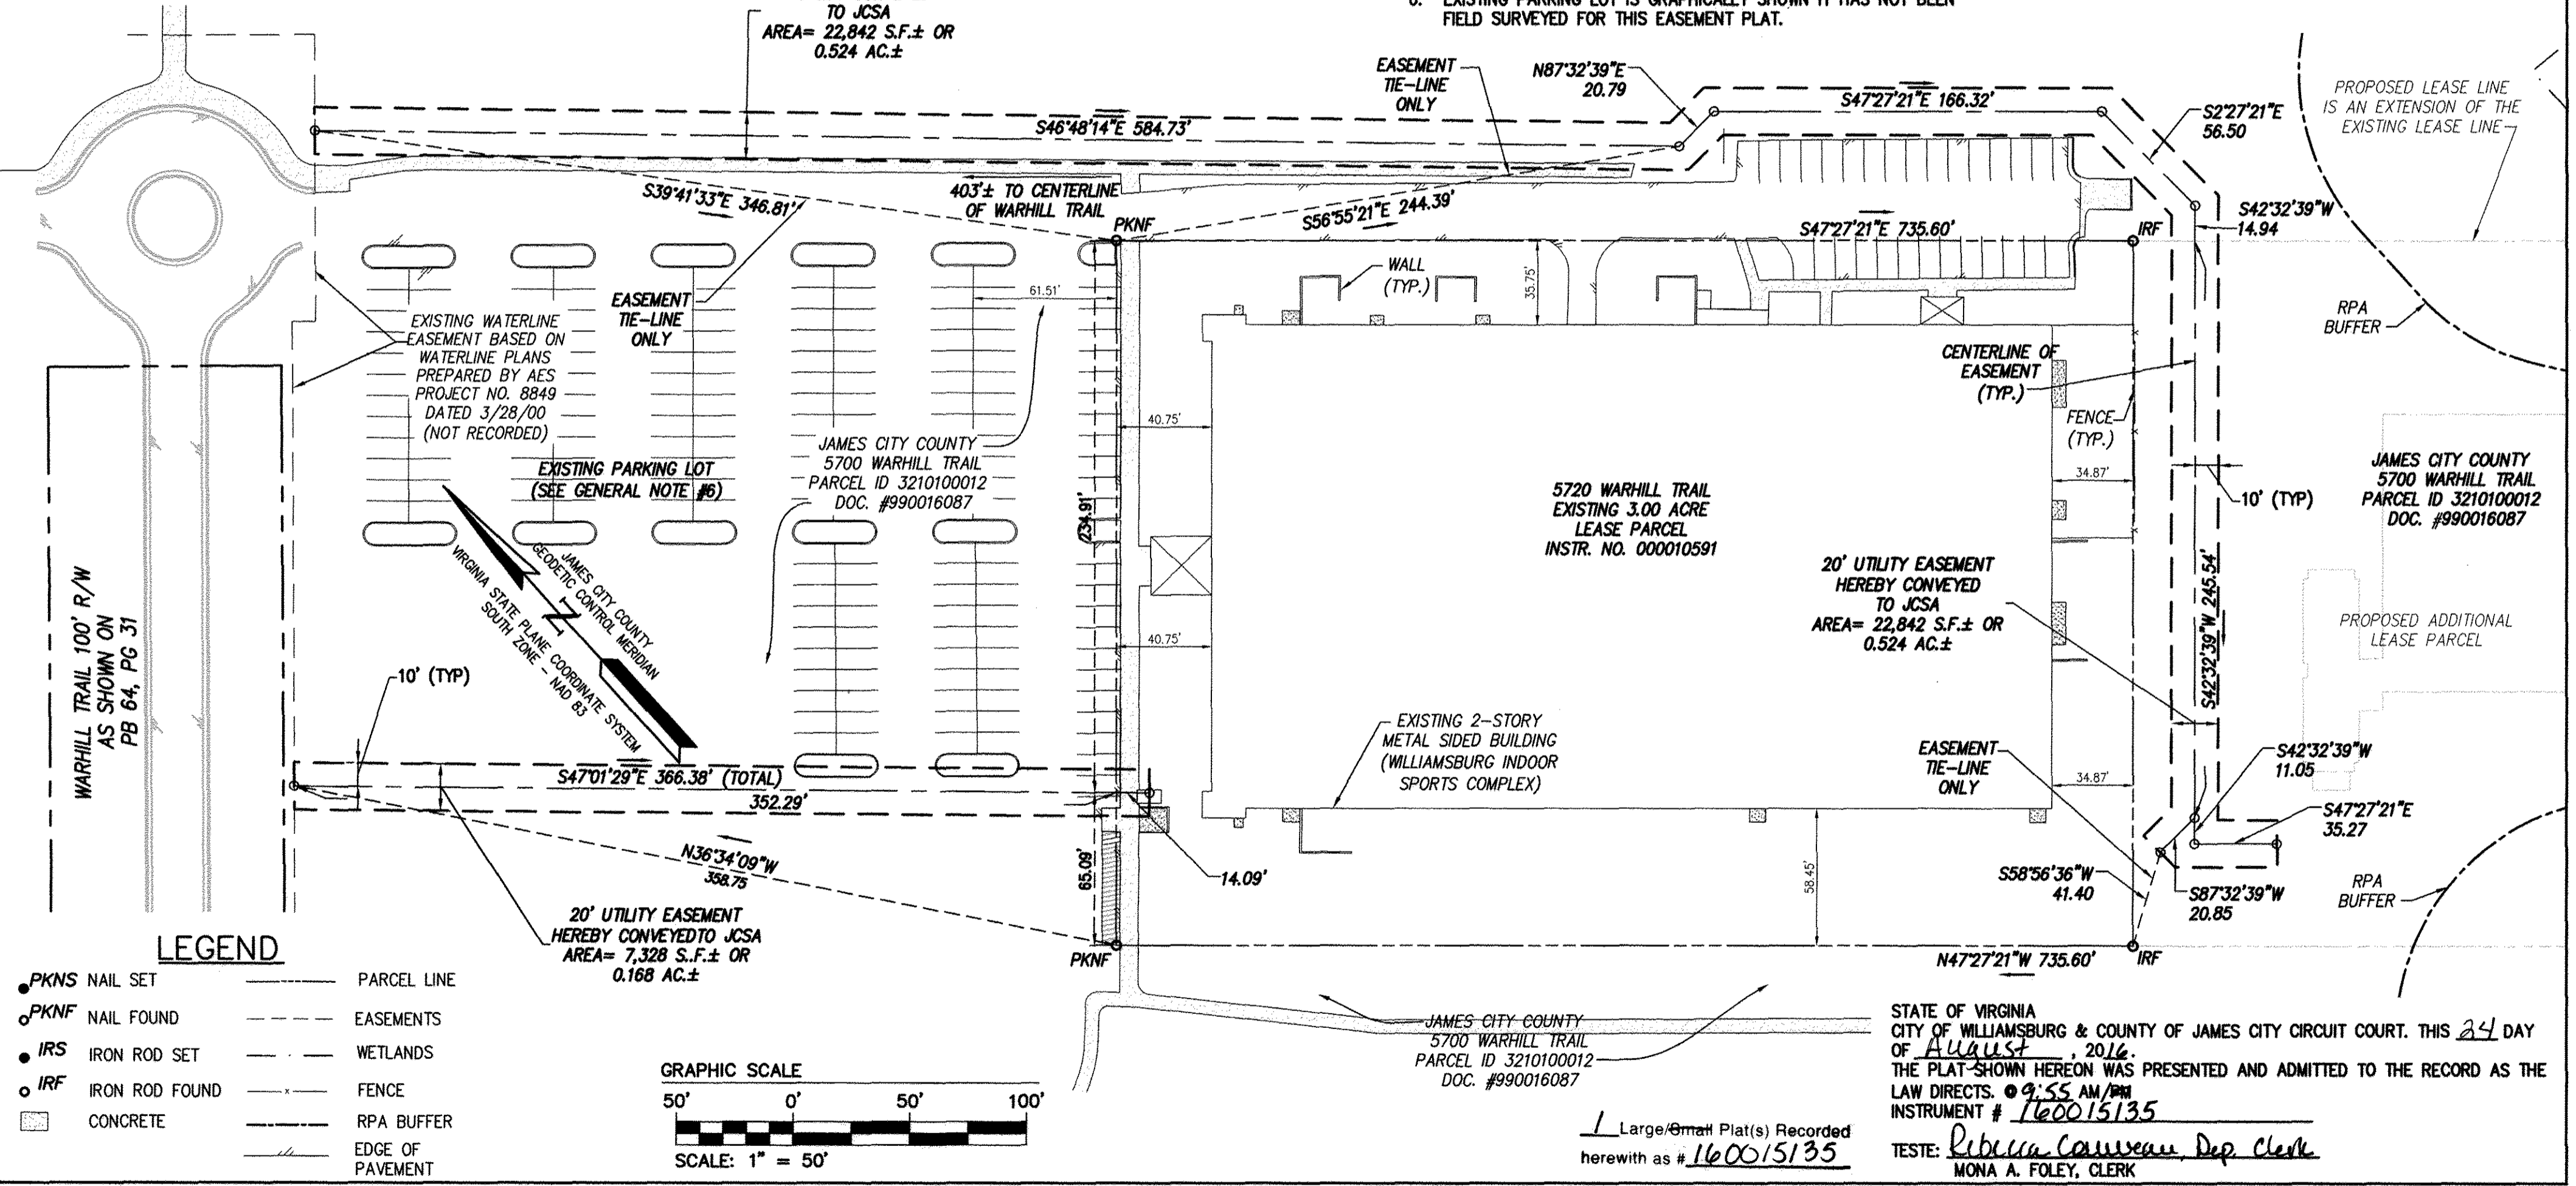 TO JCSA
AREA= 22,842 S.F.± OR
0.524 AC.±
EXISTING PARKING LOT IS GRAPHICALLY SHOWN IT HAS NOT BEEN
FIELD SURVEYED FOR THIS EASEMENT PLAT.
EASEMENT
TIE-LINE
ONLY
N87°32'39"E
20.79
S47°27'21"E 166.32'
S2°27'21"E
56.50
PROPOSED LEASE LINE
IS AN EXTENSION OF THE
EXISTING LEASE LINE
S46°48'14"E 584.73'
S39°41'33"E 346.81'
403'± TO CENTERLINE
OF WARHILL TRAIL
S56°55'21"E 244.39'
PKNF
S47°27'21"E 735.60'
IRF
S42°32'39"W
14.94
WALL
(TYP.)
35.75'
61.51'
EASEMENT
TIE-LINE
ONLY
EXISTING WATERLINE
EASEMENT BASED ON
WATERLINE PLANS
PREPARED BY AES
PROJECT NO. 8849
DATED 3/28/00
(NOT RECORDED)
RPA
BUFFER
CENTERLINE OF
EASEMENT
(TYP.)
FENCE
(TYP.)
40.75'
34.87'
JAMES CITY COUNTY
5700 WARHILL TRAIL
PARCEL ID 3210100012
DOC. #990016087
EXISTING PARKING LOT
(SEE GENERAL NOTE #6)
234.91'
5720 WARHILL TRAIL
EXISTING 3.00 ACRE
LEASE PARCEL
INSTR. NO. 000010591
JAMES CITY COUNTY
5700 WARHILL TRAIL
PARCEL ID 3210100012
DOC. #990016087
10' (TYP)
WARHILL TRAIL 100' R/W
AS SHOWN ON
PB 64, PG 31
JAMES CITY COUNTY
GEODETIC CONTROL MERIDIAN
N
VIRGINIA STATE PLANE COORDINATE SYSTEM
SOUTH ZONE - NAD 83
20' UTILITY EASEMENT
HEREBY CONVEYED
TO JCSA
AREA= 22,842 S.F.± OR
0.524 AC.±
S42°32'39"W 245.54'
PROPOSED ADDITIONAL
LEASE PARCEL
40.75'
10' (TYP)
EXISTING 2-STORY
METAL SIDED BUILDING
(WILLIAMSBURG INDOOR
SPORTS COMPLEX)
EASEMENT
TIE-LINE
ONLY
34.87'
S42°32'39"W
11.05
S47°27'21"E
35.27
S47°01'29"E 366.38' (TOTAL)
352.29'
N36°34'09"W
358.75
65.09'
14.09'
58.45'
S58°56'36"W
41.40
S87°32'39"W
20.85
RPA
BUFFER
20' UTILITY EASEMENT
HEREBY CONVEYEDTO JCSA
AREA= 7,328 S..F.± OR
0.168 AC.±
PKNF
N47°27'21"W 735.60'
IRF
LEGEND
PKNS NAIL SET
PKNF NAIL FOUND
IRS IRON ROD SET
IRF IRON ROD FOUND
CONCRETE
PARCEL LINE
EASEMENTS
WETLANDS
FENCE
RPA BUFFER
EDGE OF
PAVEMENT
GRAPHIC SCALE
50' 0' 50' 100'
SCALE: 1" = 50'
JAMES CITY COUNTY
5700 WARHILL TRAIL
PARCEL ID 3210100012
DOC. #990016087
1 Large/Small Plat(s) Recorded
herewith as # 160015135
STATE OF VIRGINIA
CITY OF WILLIAMSBURG & COUNTY OF JAMES CITY CIRCUIT COURT. THIS 24 DAY
OF August , 2016.
THE PLAT SHOWN HEREON WAS PRESENTED AND ADMITTED TO THE RECORD AS THE
LAW DIRECTS. @ 9:55 AM/PM
INSTRUMENT # 160015135
TESTE: Rebecca Dep. Clerk
MONA A. FOLEY, CLERK